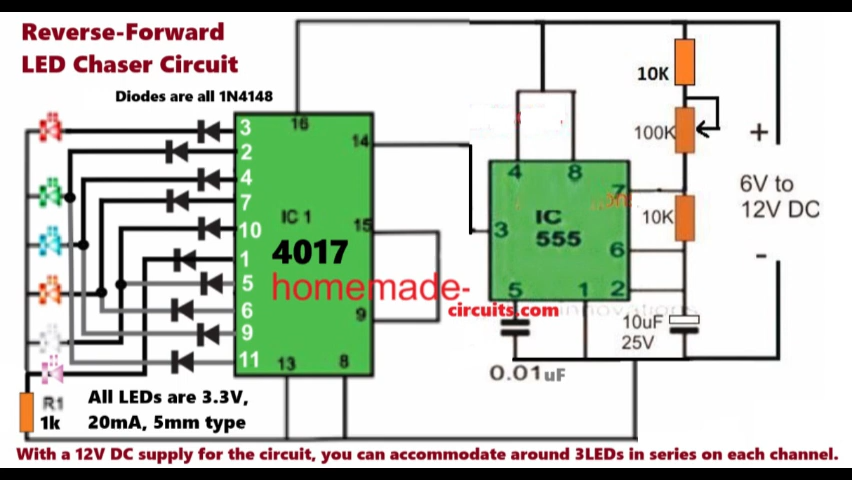 Reverse-Forward
LED Chaser Circuit
Diodes are all 1N4148
3
2
4
7
10
1
5
6
9
11
16
14
15
9
13
8
IC 1
4017
homemade-
circuits.com
4
8
7
3
6
2
5
1
IC
555
10K
100K
10K
+
6V to
12V DC
-
10uF
25V
0.01uF
R1
1k
All LEDs are 3.3V,
20mA, 5mm type
With a 12V DC supply for the circuit, you can accommodate around 3LEDs in series on each channel.